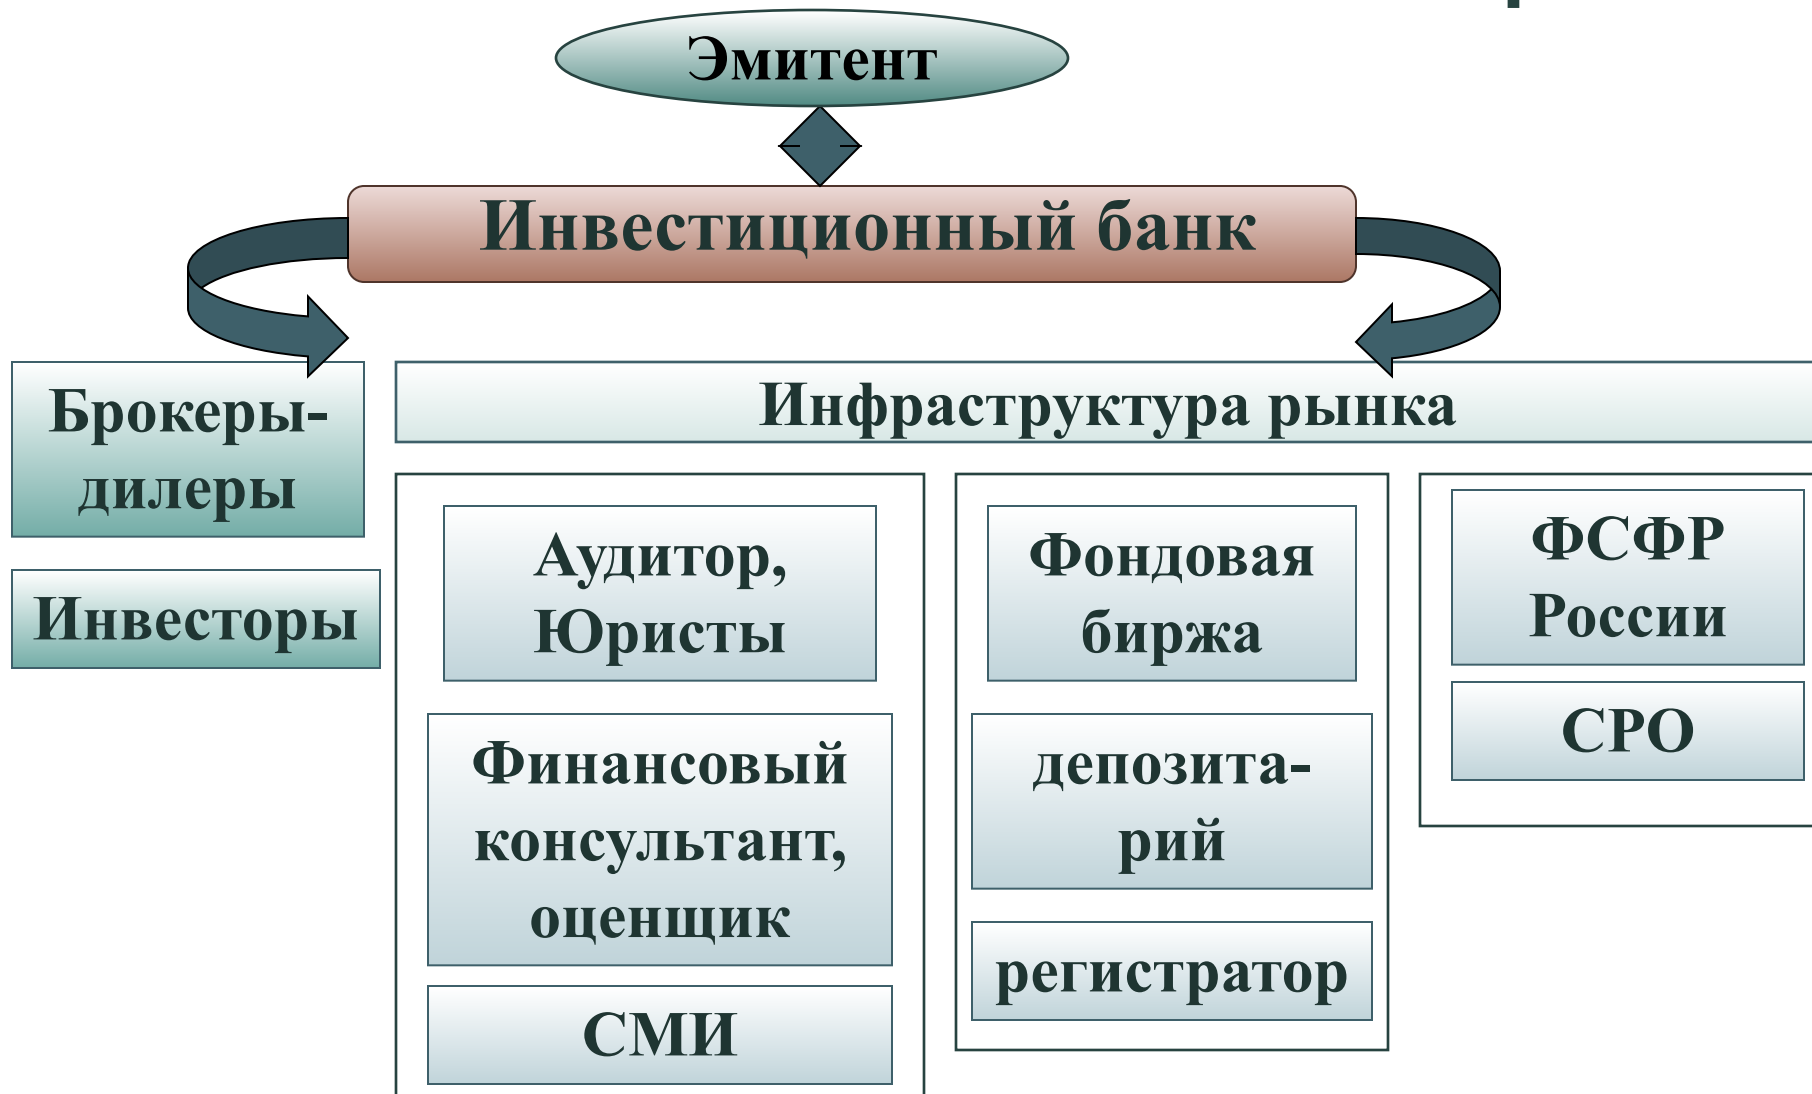 Эмитент
Инвестиционный банк
Брокеры-
дилеры
Инвесторы
Инфраструктура рынка
Аудитор,
Юристы
Финансовый
консультант,
оценщик
СМИ
Фондовая
биржа
депозита-
рий
регистратор
ФСФР
России
СРО